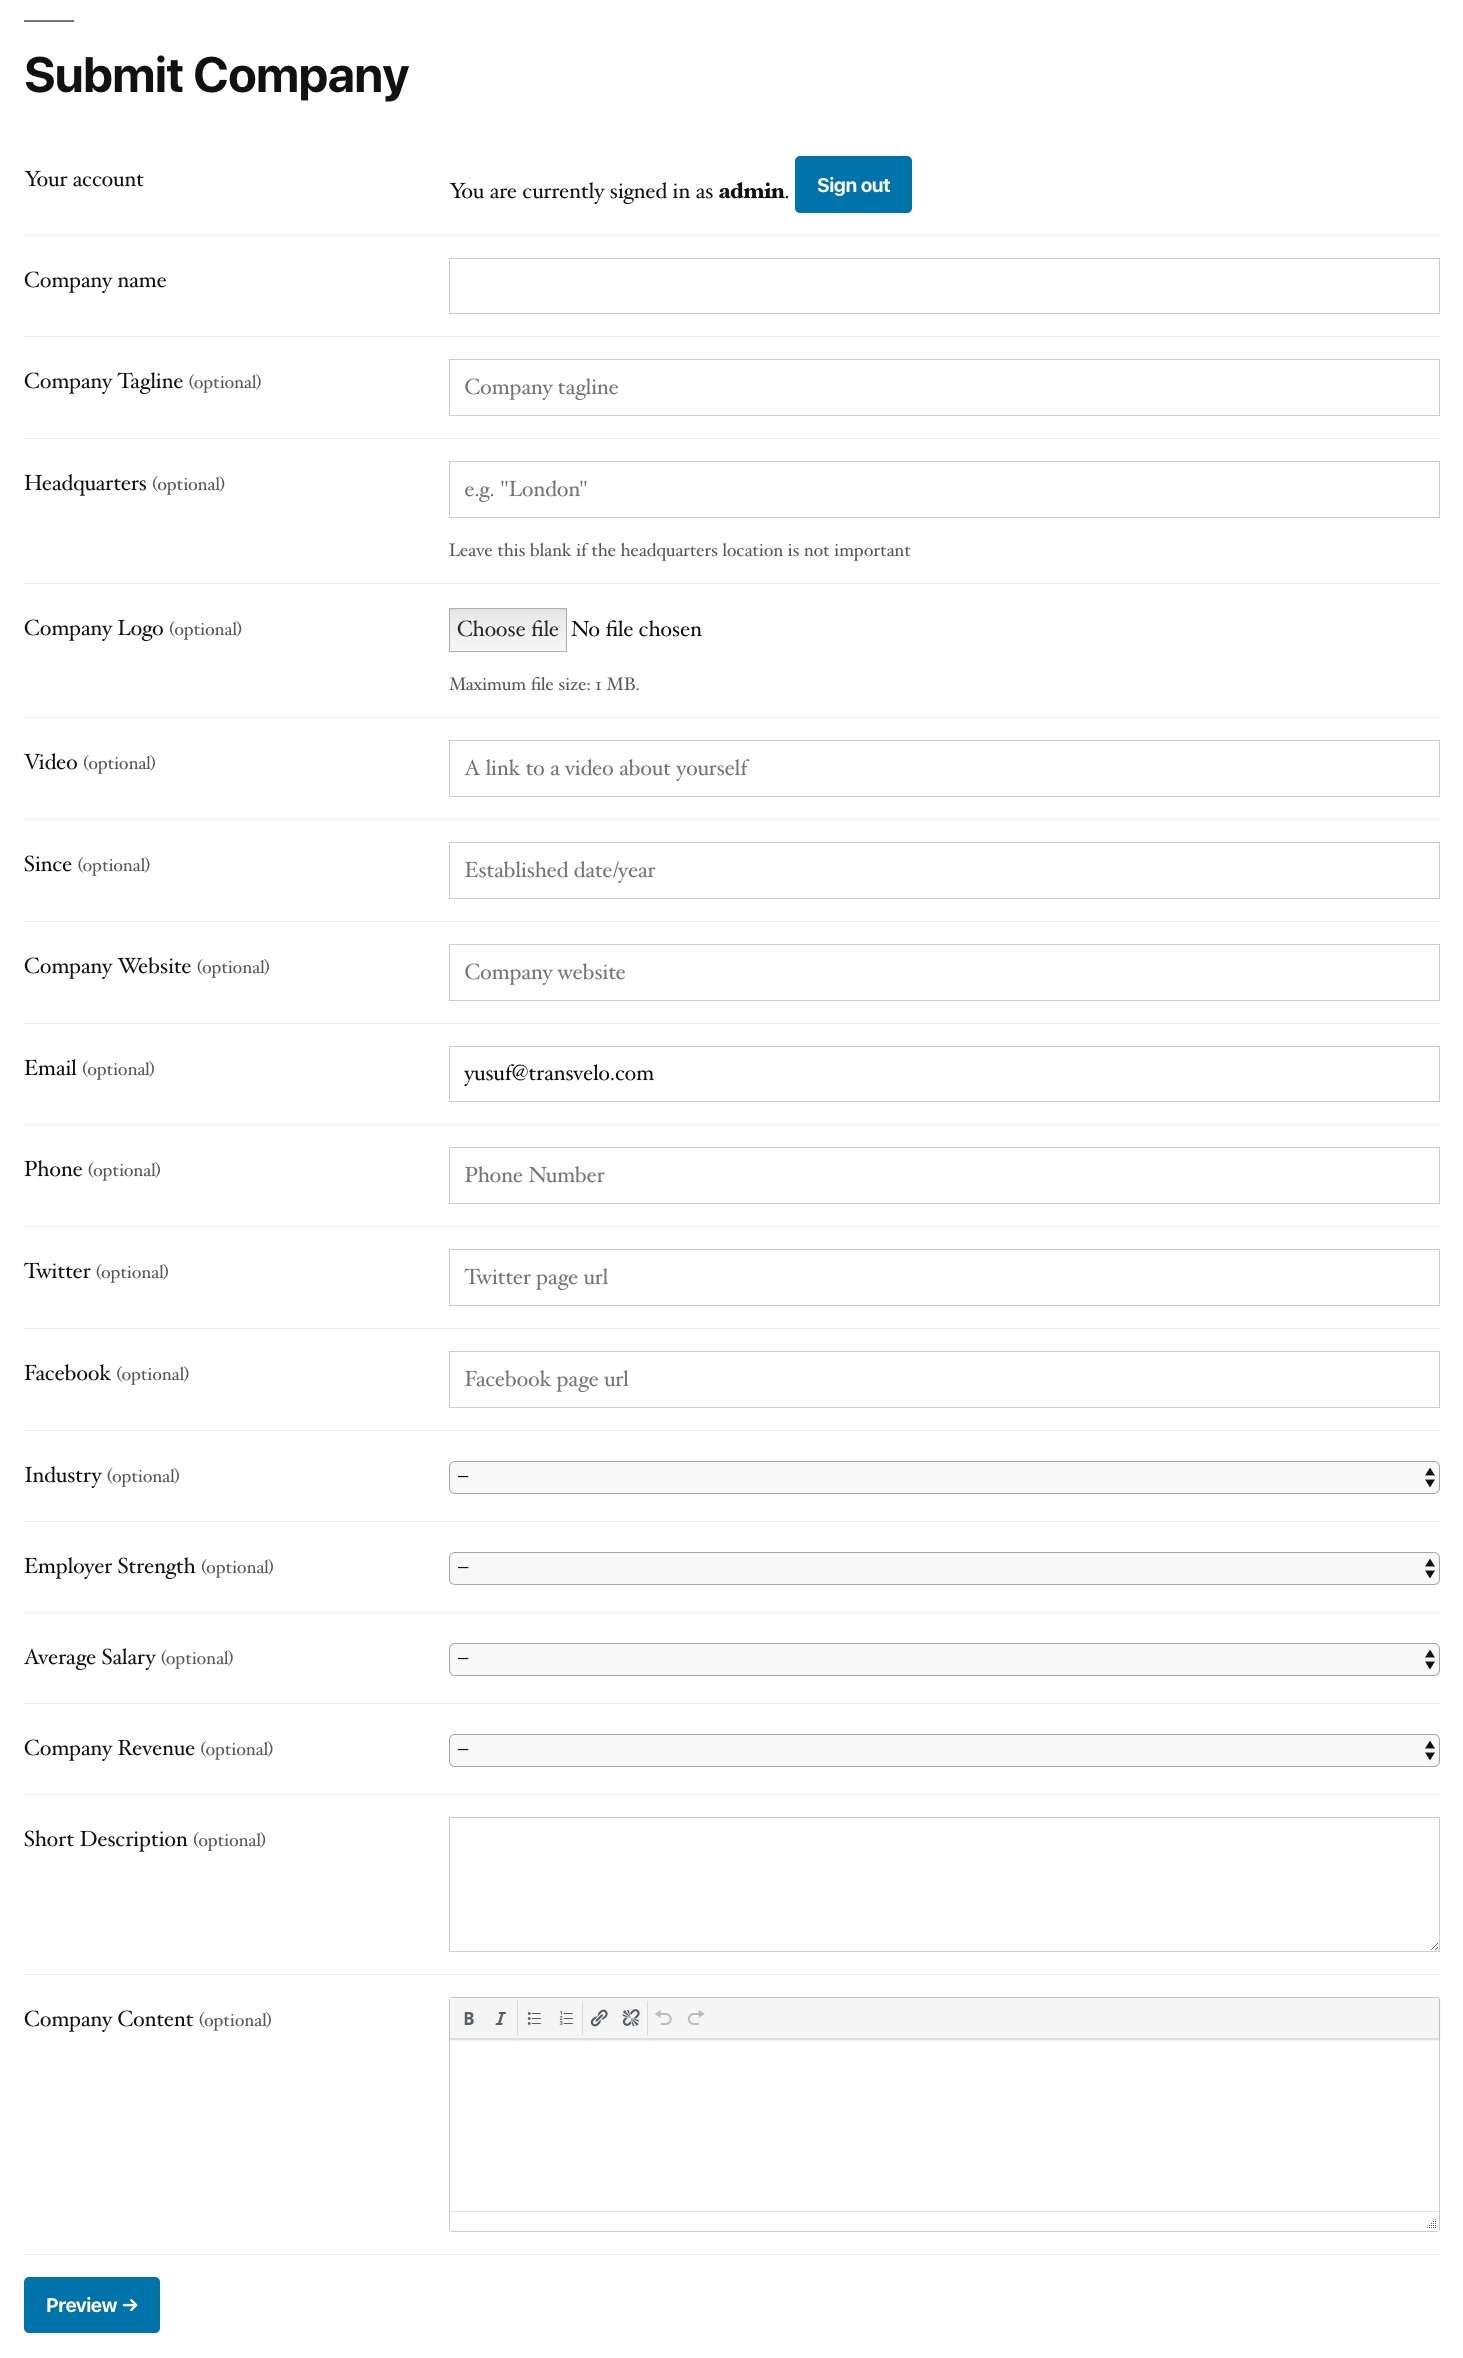 Submit Company
Your account
You are currently signed in as admin. Sign out
Company name
Company Tagline (optional)
Company tagline
Headquarters (optional)
e.g. "London"
Leave this blank if the headquarters location is not important
Company Logo (optional)
Choose file No file chosen
Maximum file size: 1 MB.
Video (optional)
A link to a video about yourself
Since (optional)
Established date/year
Company Website (optional)
Company website
Email (optional)
yusuf@transvelo.com
Phone (optional)
Phone Number
Twitter (optional)
Twitter page url
Facebook (optional)
Facebook page url
Industry (optional)
–
Employer Strength (optional)
–
Average Salary (optional)
–
Company Revenue (optional)
–
Short Description (optional)
Company Content (optional)
B I
Preview →